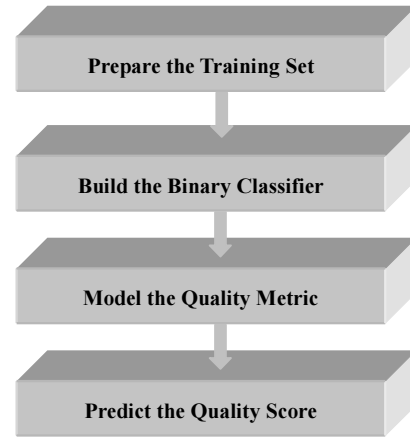 Prepare the Training Set
Build the Binary Classifier
Model the Quality Metric
Predict the Quality Score